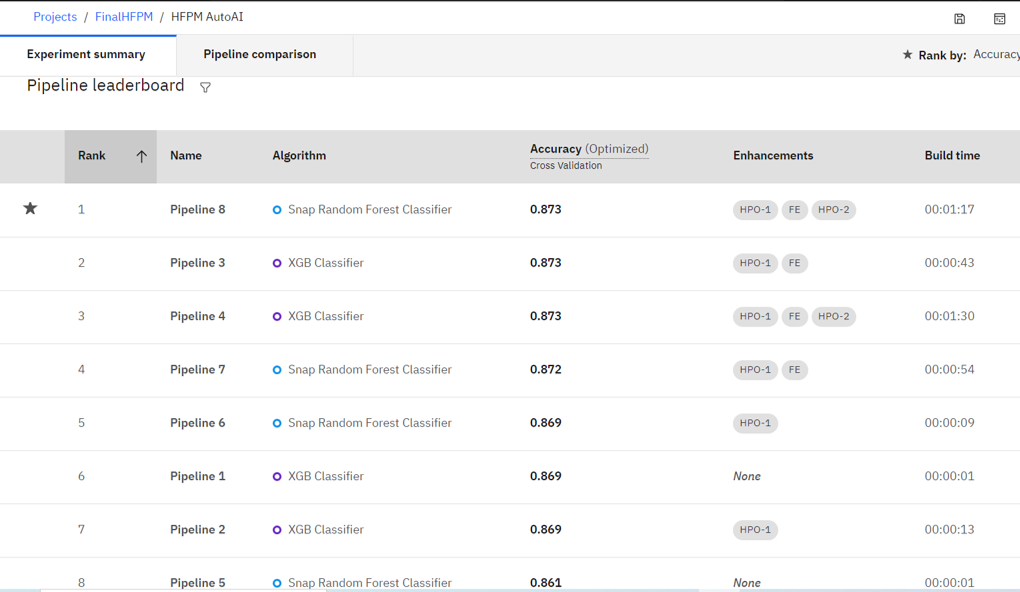 Projects / FinalHFPM / HFPM AutoAI
Experiment summary Pipeline comparison ★ Rank by: Accuracy
Pipeline leaderboard
Rank ↑ Name Algorithm Accuracy (Optimized) Cross Validation Enhancements Build time
★ 1 Pipeline 8 Snap Random Forest Classifier 0.873 HPO-1 FE HPO-2 00:01:17
2 Pipeline 3 XGB Classifier 0.873 HPO-1 FE 00:00:43
3 Pipeline 4 XGB Classifier 0.873 HPO-1 FE HPO-2 00:01:30
4 Pipeline 7 Snap Random Forest Classifier 0.872 HPO-1 FE 00:00:54
5 Pipeline 6 Snap Random Forest Classifier 0.869 HPO-1 00:00:09
6 Pipeline 1 XGB Classifier 0.869 None 00:00:01
7 Pipeline 2 XGB Classifier 0.869 HPO-1 00:00:13
8 Pipeline 5 Snap Random Forest Classifier 0.861 None 00:00:01